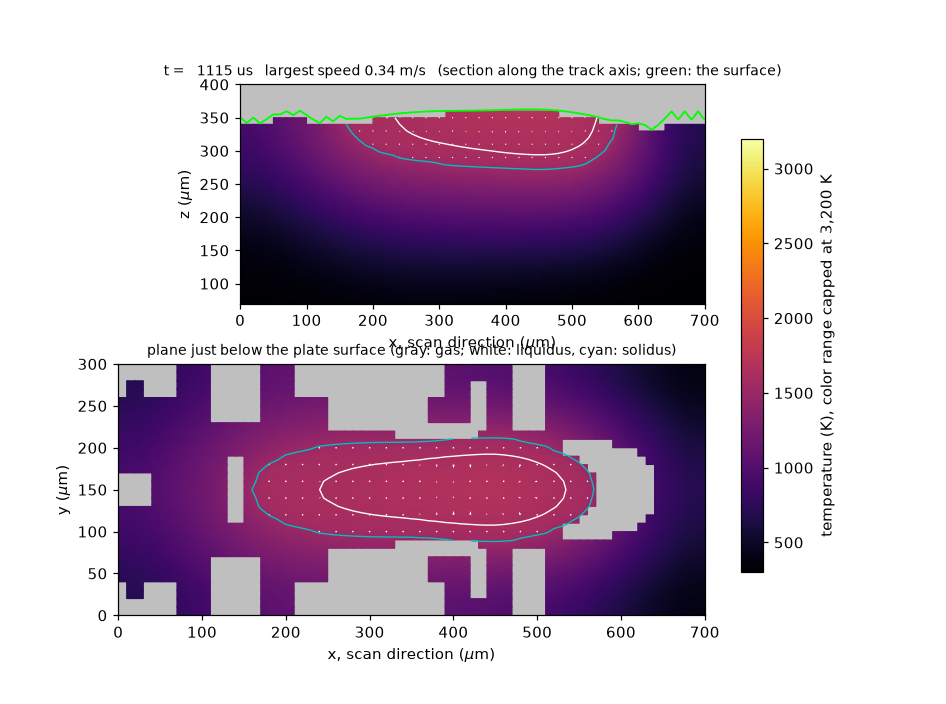 t =   1115 us   largest speed 0.34 m/s   (section along the track axis; green: the surface)
400
350
300
250
200
150
100
z (μm)
0 100 200 300 400 500 600 700
x, scan direction (μm)
plane just below the plate surface (gray: gas; white: liquidus, cyan: solidus)
300
250
200
150
100
50
0
y (μm)
0 100 200 300 400 500 600 700
x, scan direction (μm)
3000
2500
2000
1500
1000
500
temperature (K), color range capped at 3,200 K